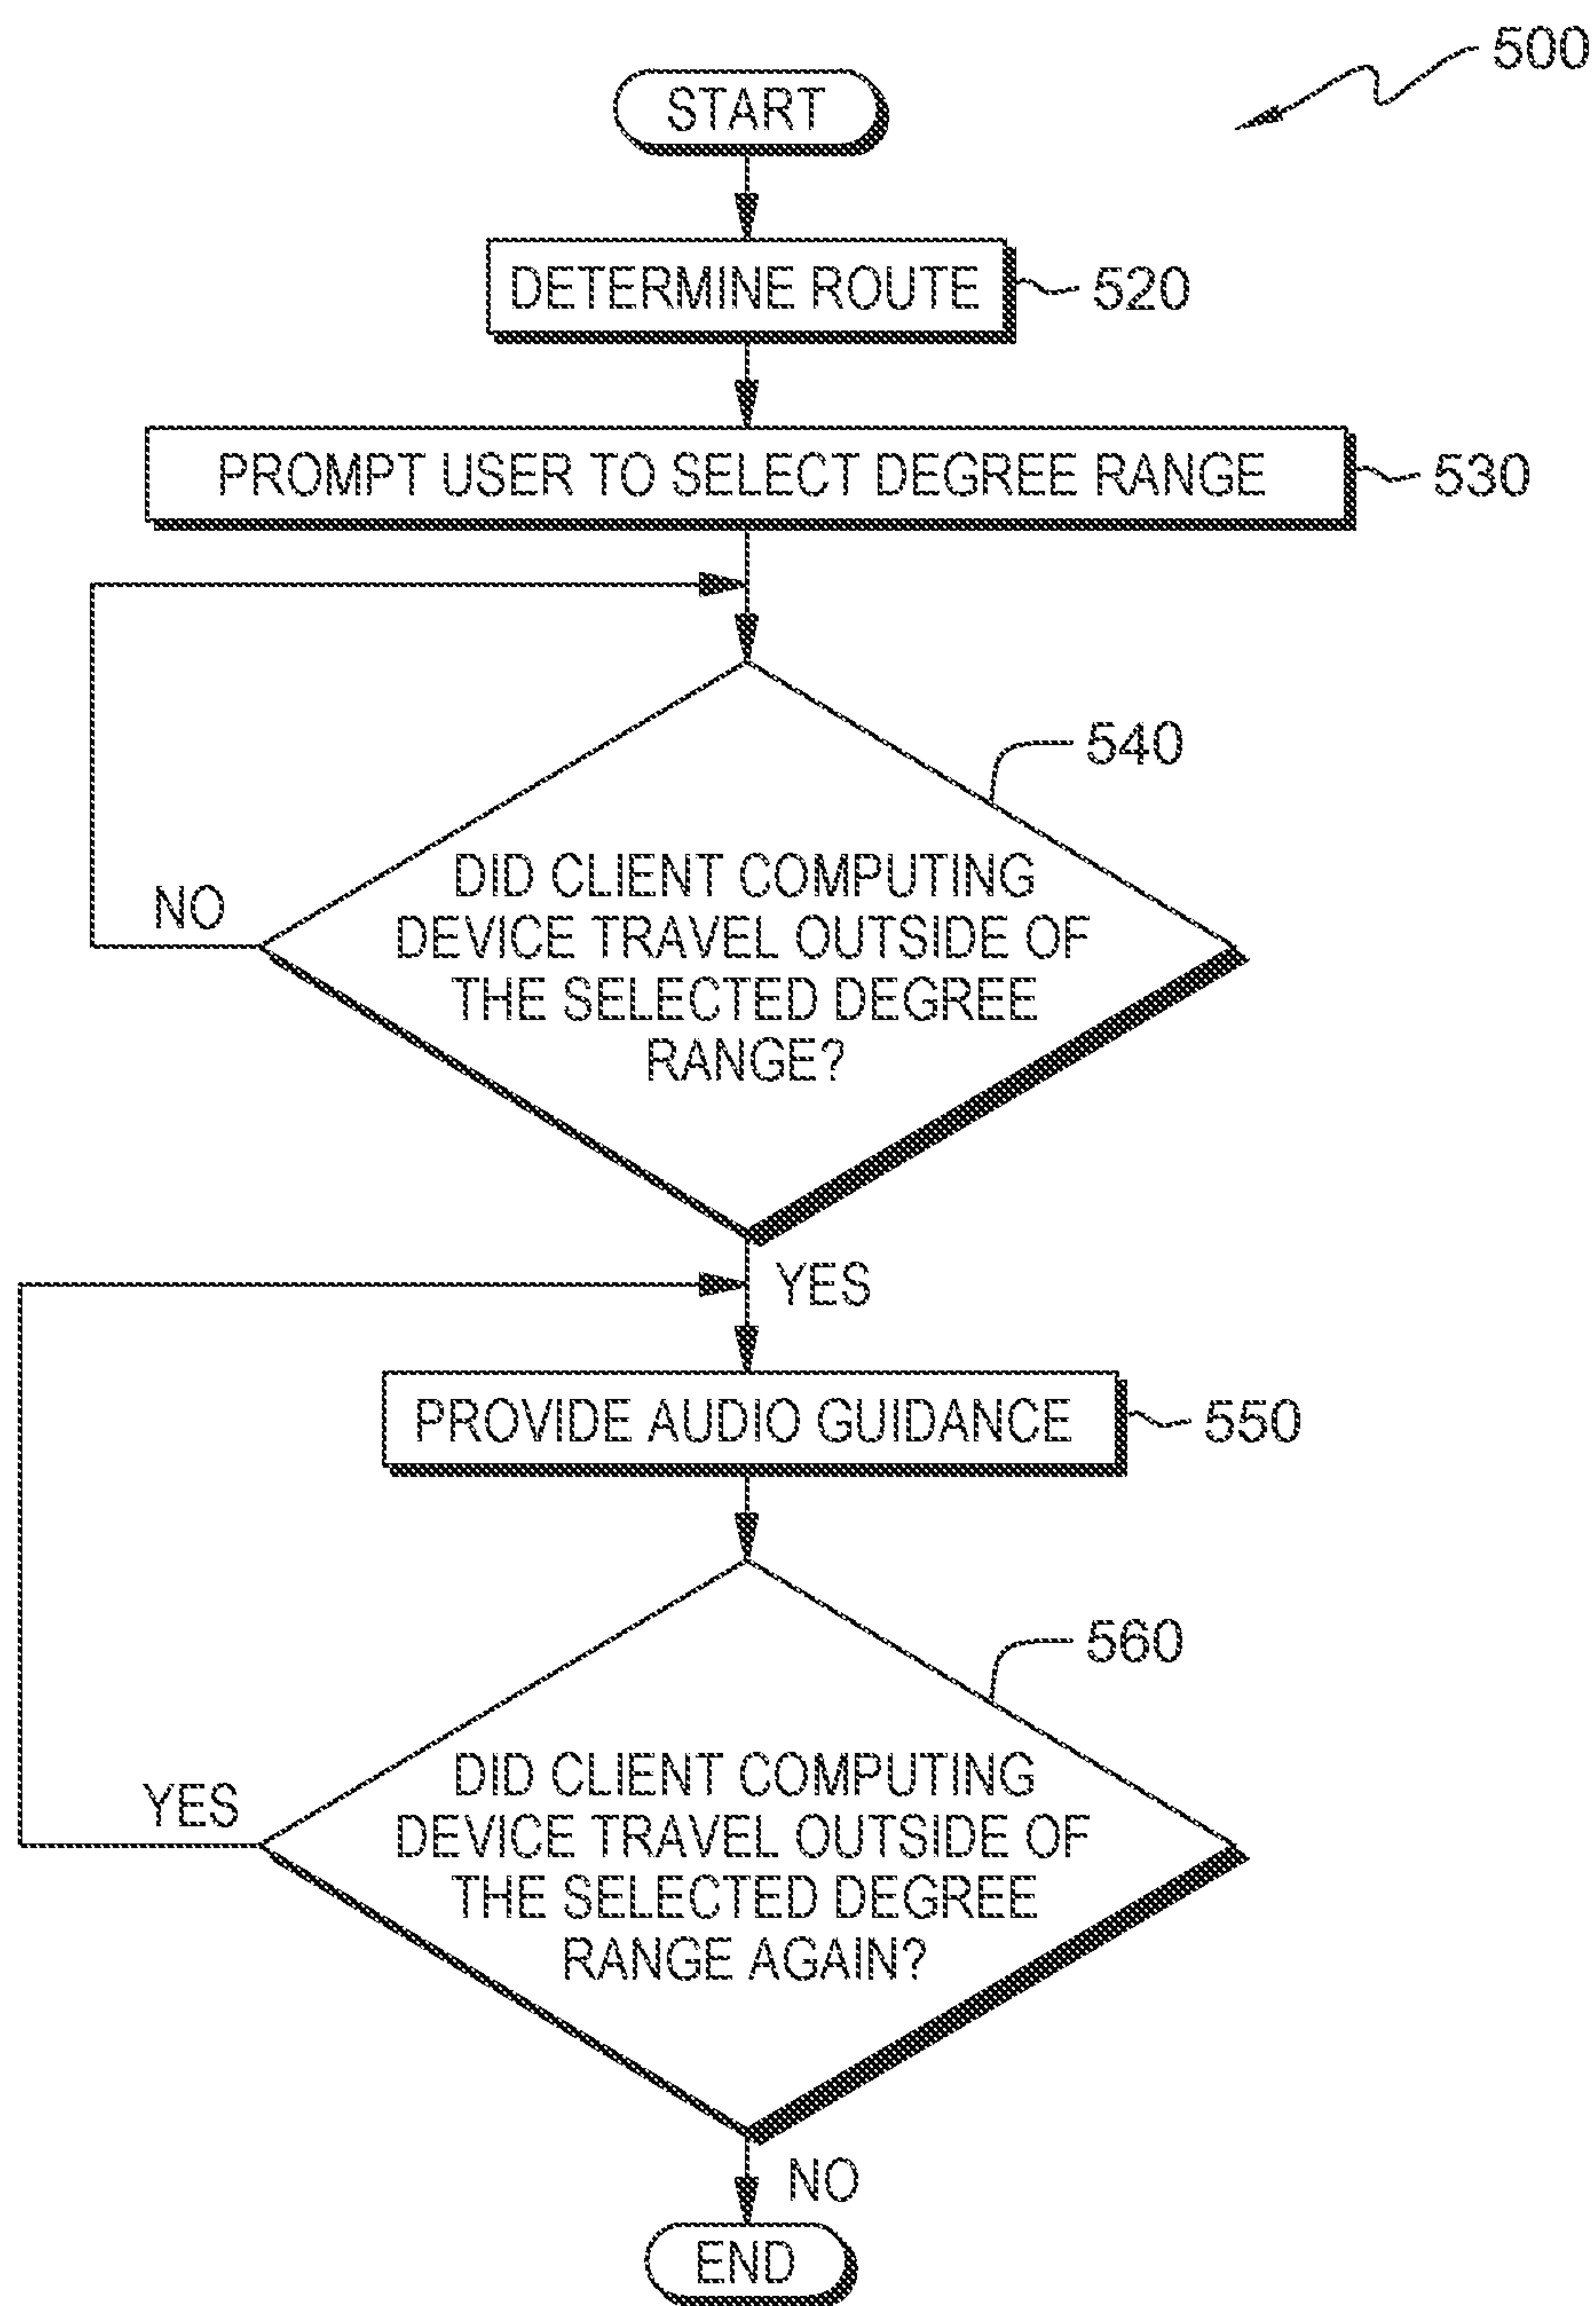 500
START
DETERMINE ROUTE
520
PROMPT USER TO SELECT DEGREE RANGE
530
540
DID CLIENT COMPUTING
DEVICE TRAVEL OUTSIDE OF
THE SELECTED DEGREE
RANGE?
NO
YES
PROVIDE AUDIO GUIDANCE
550
560
DID CLIENT COMPUTING
DEVICE TRAVEL OUTSIDE OF
THE SELECTED DEGREE
RANGE AGAIN?
YES
NO
END